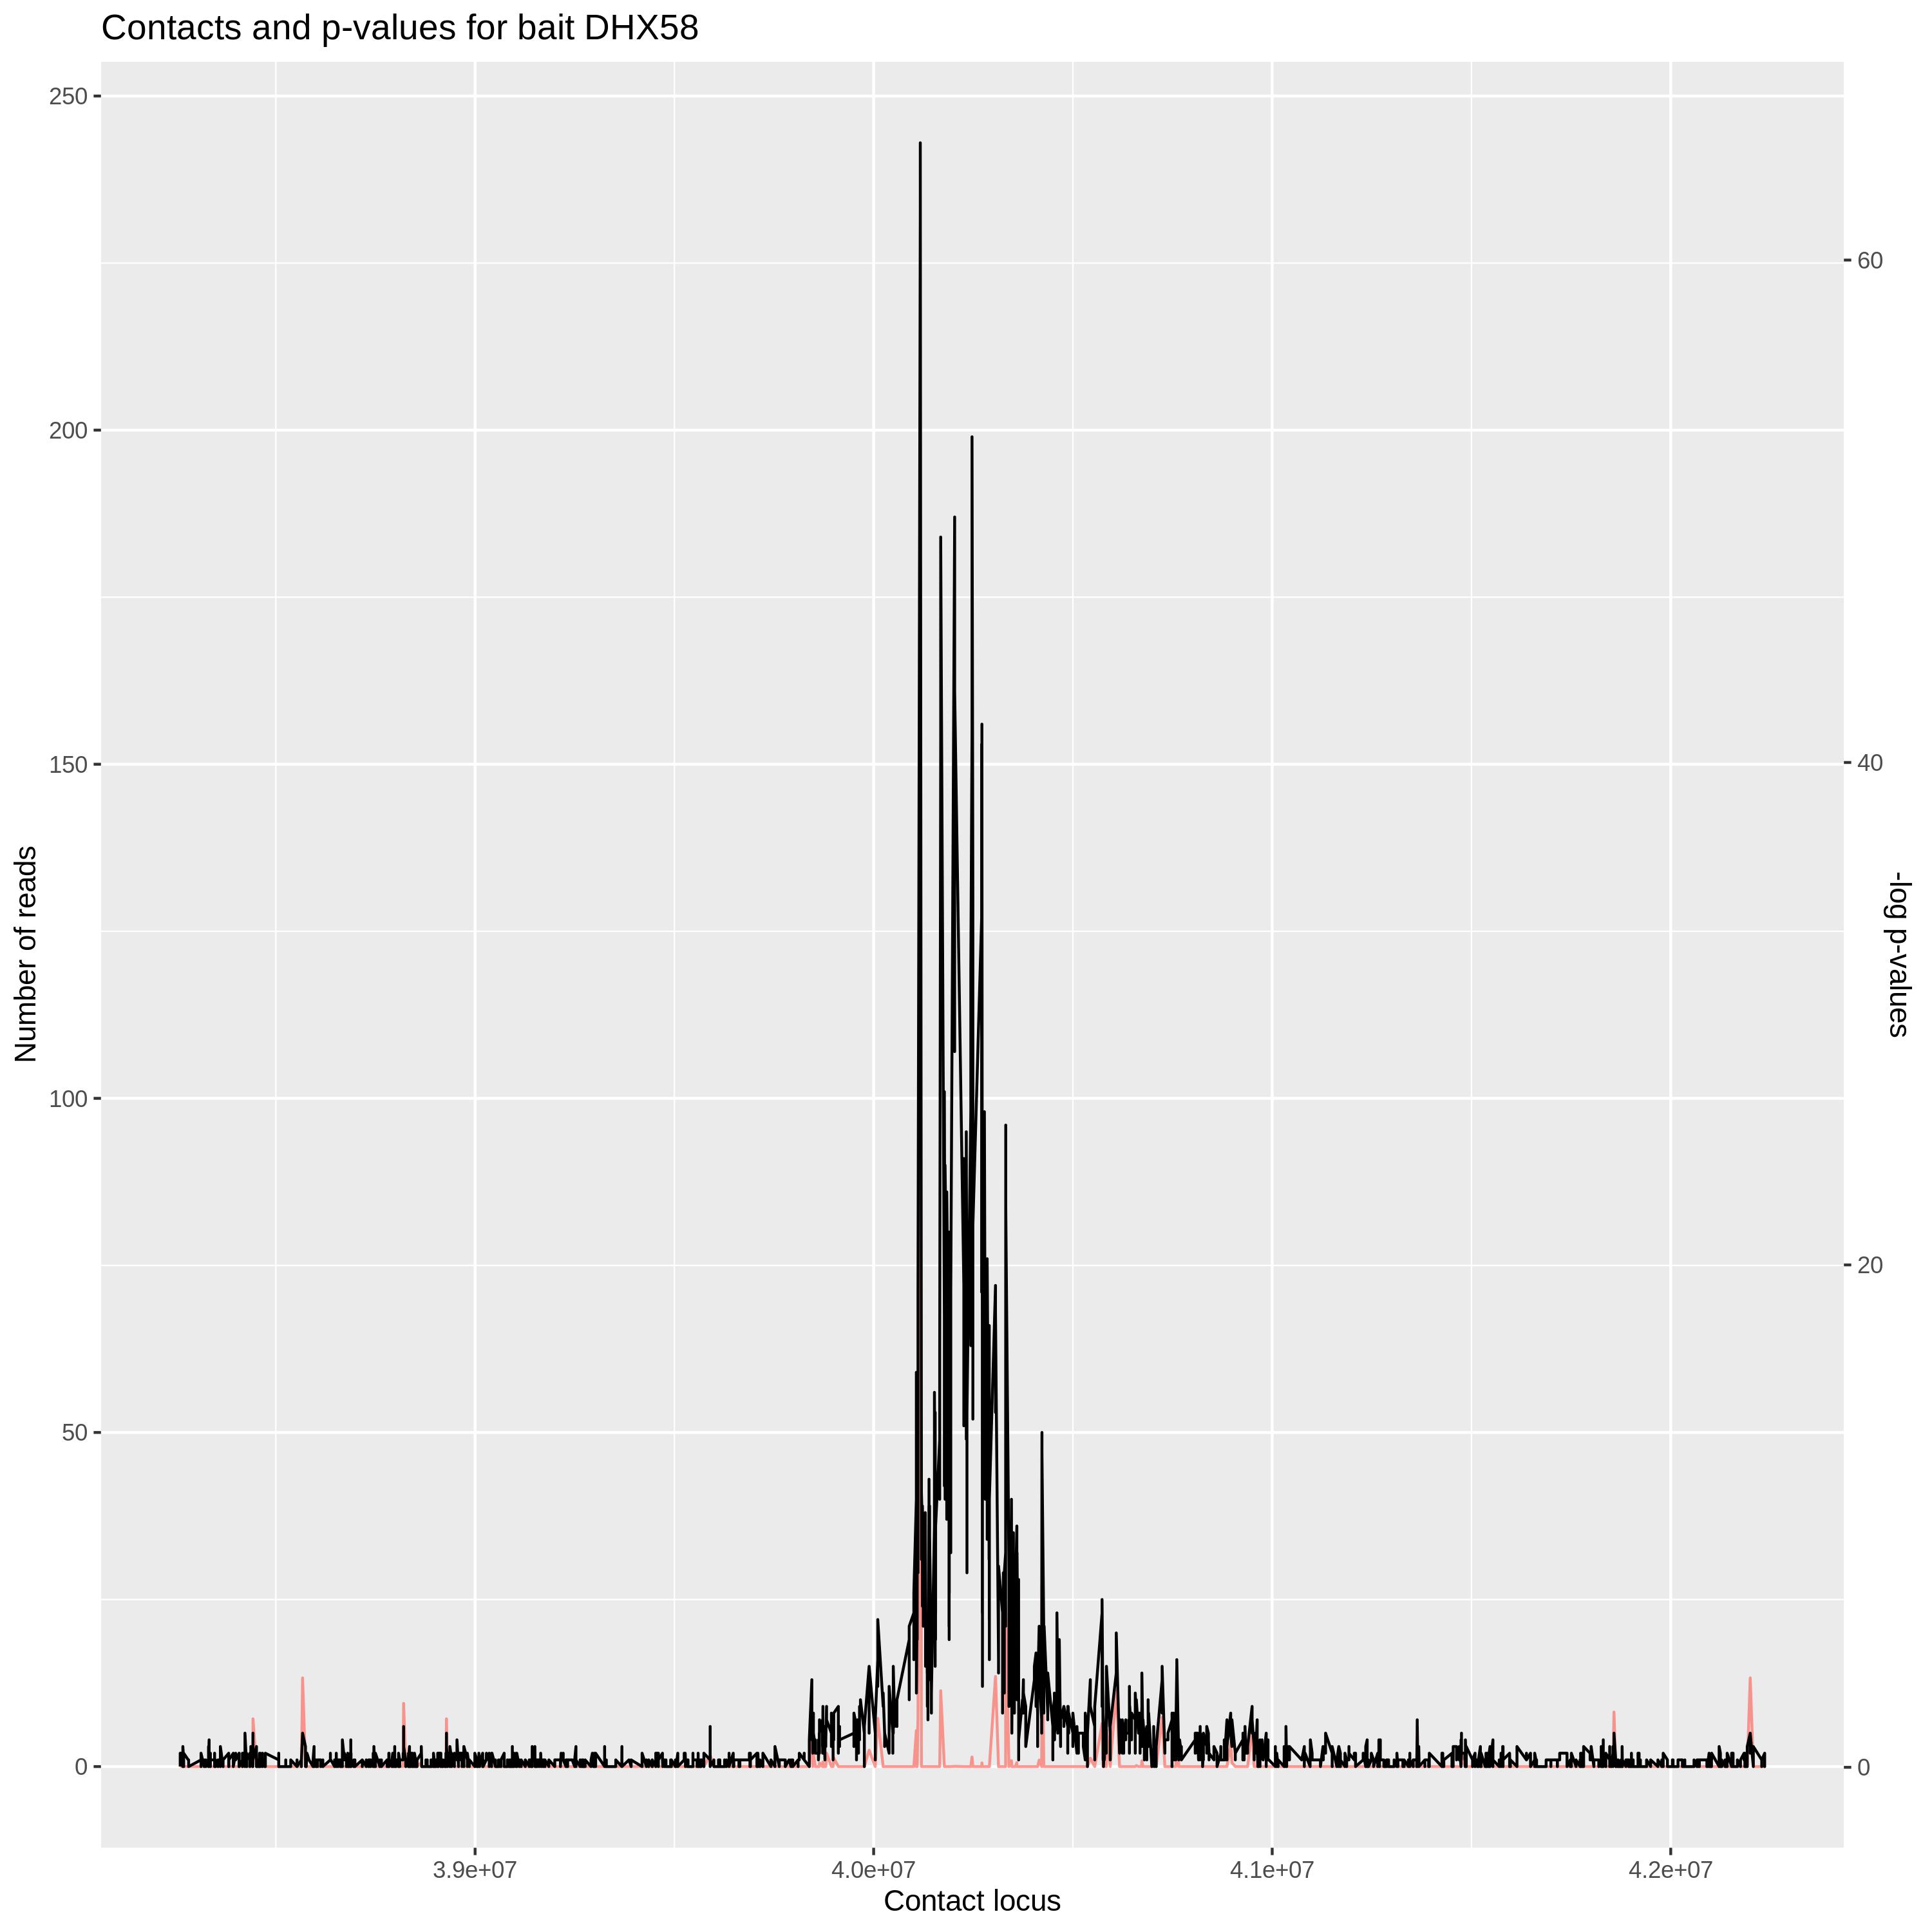 Contacts and p-values for bait DHX58
250
200
150
100
50
0
60
40
20
0
Number of reads
-log p-values
3.9e+07 4.0e+07 4.1e+07 4.2e+07
Contact locus